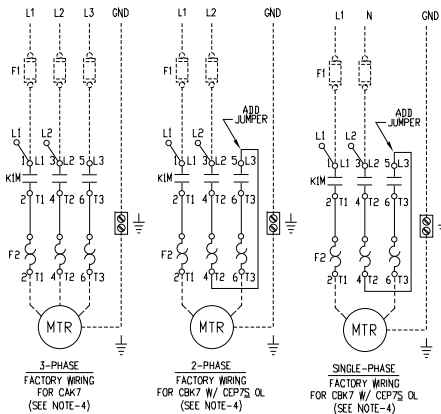 L1 L2 L3 GND
F1
L1 L2
1 L1 3 L2 5 L3
K1M
2 T1 4 T2 6 T3
F2
2 T1 4 T2 6 T3
MTR
3-PHASE
FACTORY WIRING
FOR CAK7
(SEE NOTE-4)
L1 L2 GND
F1
ADD
JUMPER
L1 L2
1 L1 3 L2 5 L3
K1M
2 T1 4 T2 6 T3
F2
2 T1 4 T2 6 T3
MTR
2-PHASE
FACTORY WIRING
FOR CBK7 W/ CEP7S OL
(SEE NOTE-4)
L1 N GND
F1
ADD
JUMPER
L1 L2
1 L1 3 L2 5 L3
K1M
2 T1 4 T2 6 T3
F2
2 T1 4 T2 6 T3
MTR
SINGLE-PHASE
FACTORY WIRING
FOR CBK7 W/ CEP7S OL
(SEE NOTE-4)